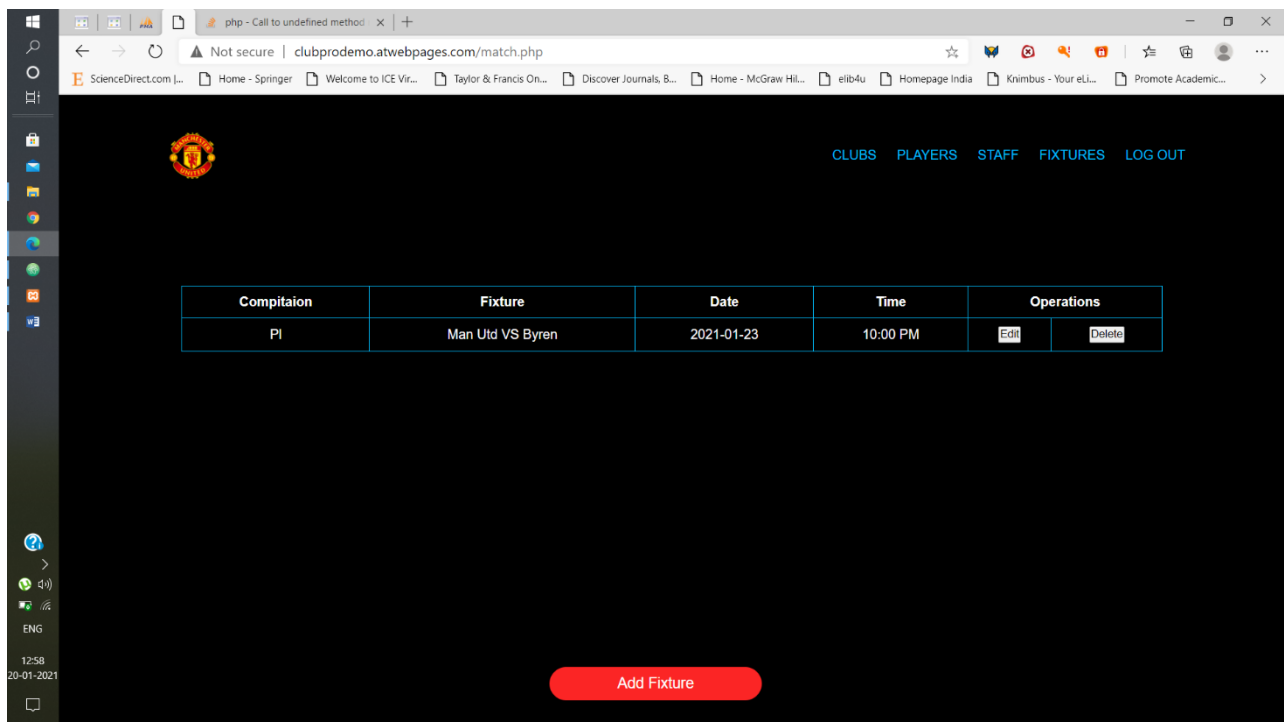 php - Call to undefined method
Not secure | clubprodemo.atwebpages.com/match.php
ScienceDirect.com |... Home - Springer Welcome to ICE Vir... Taylor & Francis On... Discover Journals, B... Home - McGraw Hil... elib4u Homepage India Knimbus - Your eLi... Promote Academic...
MANCHESTER
UNITED
CLUBS PLAYERS STAFF FIXTURES LOG OUT
Compitaion Fixture Date Time Operations
Pl Man Utd VS Byren 2021-01-23 10:00 PM Edit Delete
Add Fixture
ENG
12:58
20-01-2021